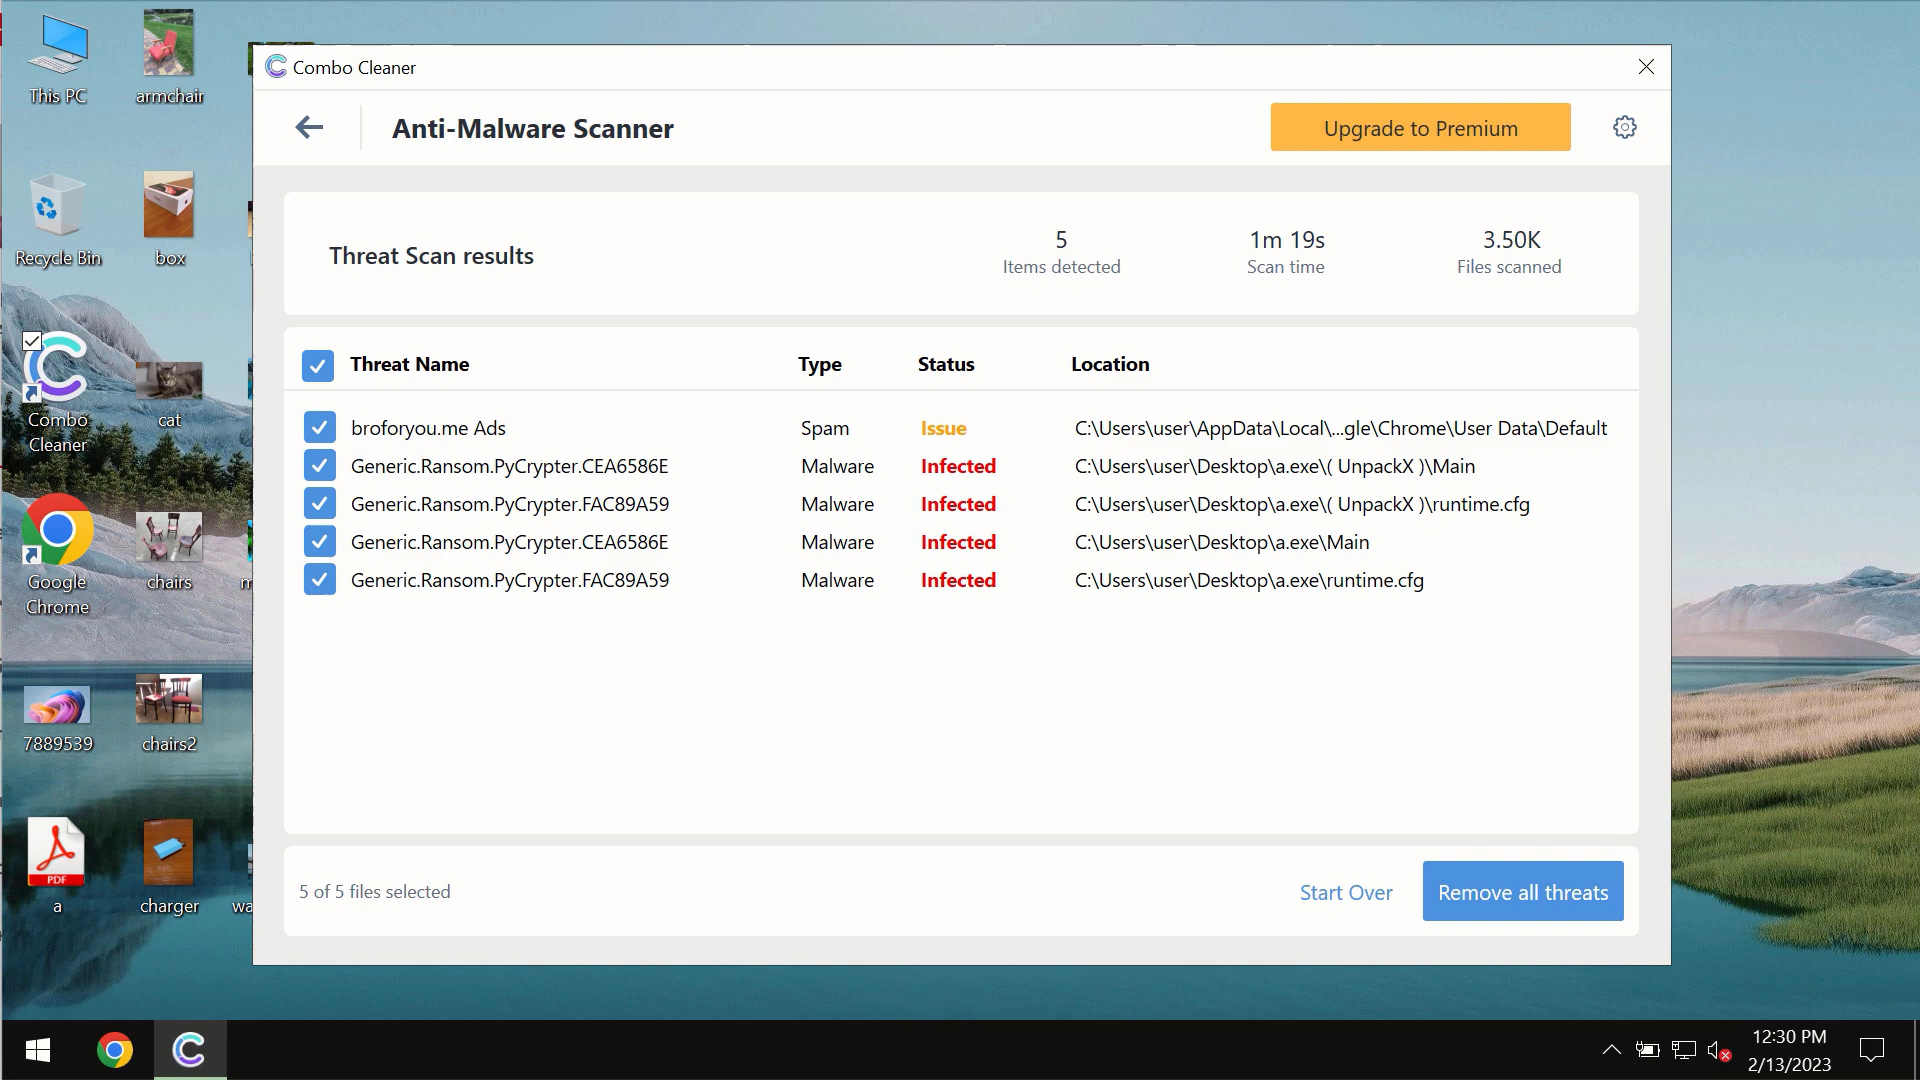 Combo Cleaner
Anti-Malware Scanner
Upgrade to Premium
Threat Scan results
5
Items detected
1m 19s
Scan time
3.50K
Files scanned
Threat Name Type Status Location
broforyou.me Ads Spam Issue C:\Users\user\AppData\Local\...gle\Chrome\User Data\Default
Generic.Ransom.PyCrypter.CEA6586E Malware Infected C:\Users\user\Desktop\a.exe\( UnpackX )\Main
Generic.Ransom.PyCrypter.FAC89A59 Malware Infected C:\Users\user\Desktop\a.exe\( UnpackX )\runtime.cfg
Generic.Ransom.PyCrypter.CEA6586E Malware Infected C:\Users\user\Desktop\a.exe\Main
Generic.Ransom.PyCrypter.FAC89A59 Malware Infected C:\Users\user\Desktop\a.exe\runtime.cfg
5 of 5 files selected
Start Over
Remove all threats
This PC
armchair
Recycle Bin
box
Combo
Cleaner
cat
Google
Chrome
chairs
7889539
chairs2
PDF
a
charger
12:30 PM
2/13/2023